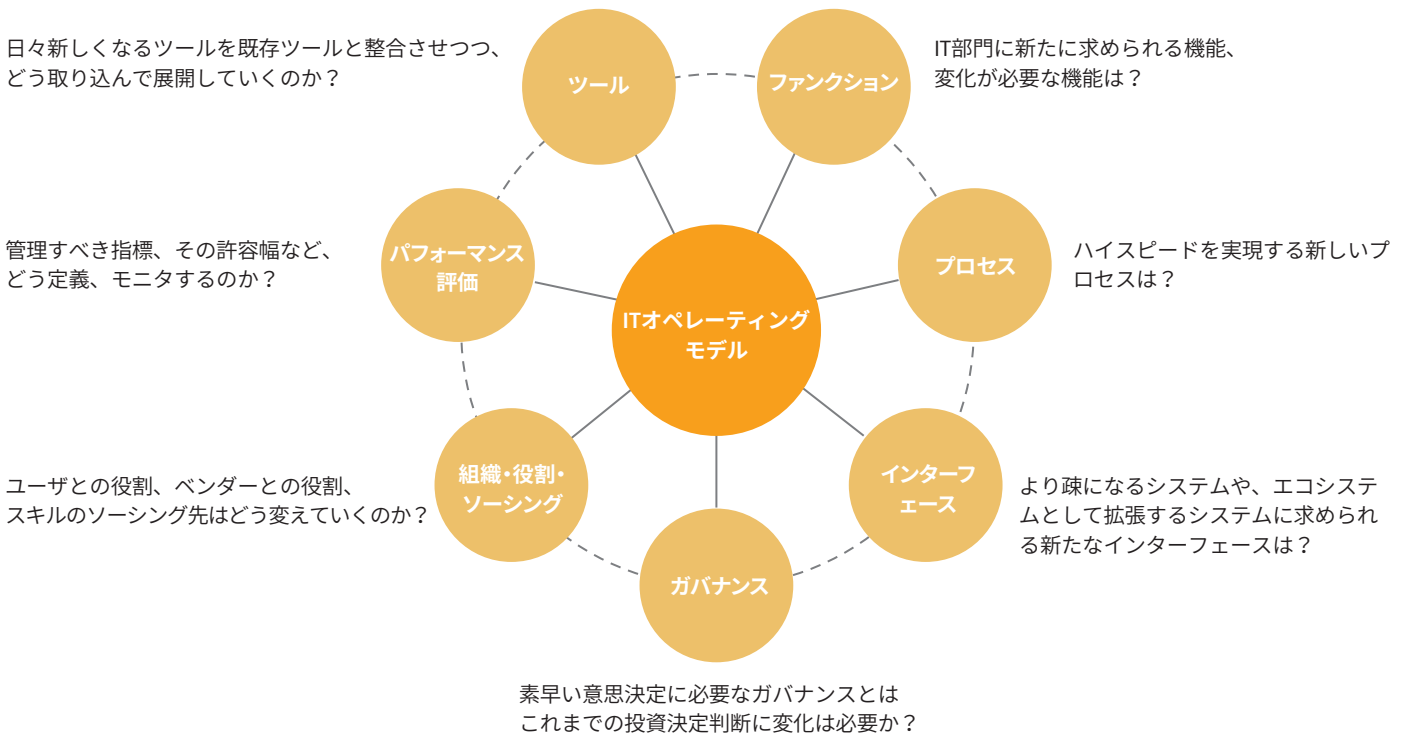 日々新しくなるツールを既存ツールと整合させつつ、
どう取り込んで展開していくのか？
ツール
ファンクション
IT部門に新たに求められる機能、
変化が必要な機能は？
管理すべき指標、その許容幅など、
どう定義、モニタするのか？
パフォーマンス
評価
プロセス
ハイスピードを実現する新しいプ
ロセスは？
ITオペレーティング
モデル
ユーザとの役割、ベンダーとの役割、
スキルのソーシング先はどう変えていくのか？
組織・役割・
ソーシング
インターフ
ェース
より疎になるシステムや、エコシステ
ムとして拡張するシステムに求められ
る新たなインターフェースは？
ガバナンス
素早い意思決定に必要なガバナンスとは
これまでの投資決定判断に変化は必要か？